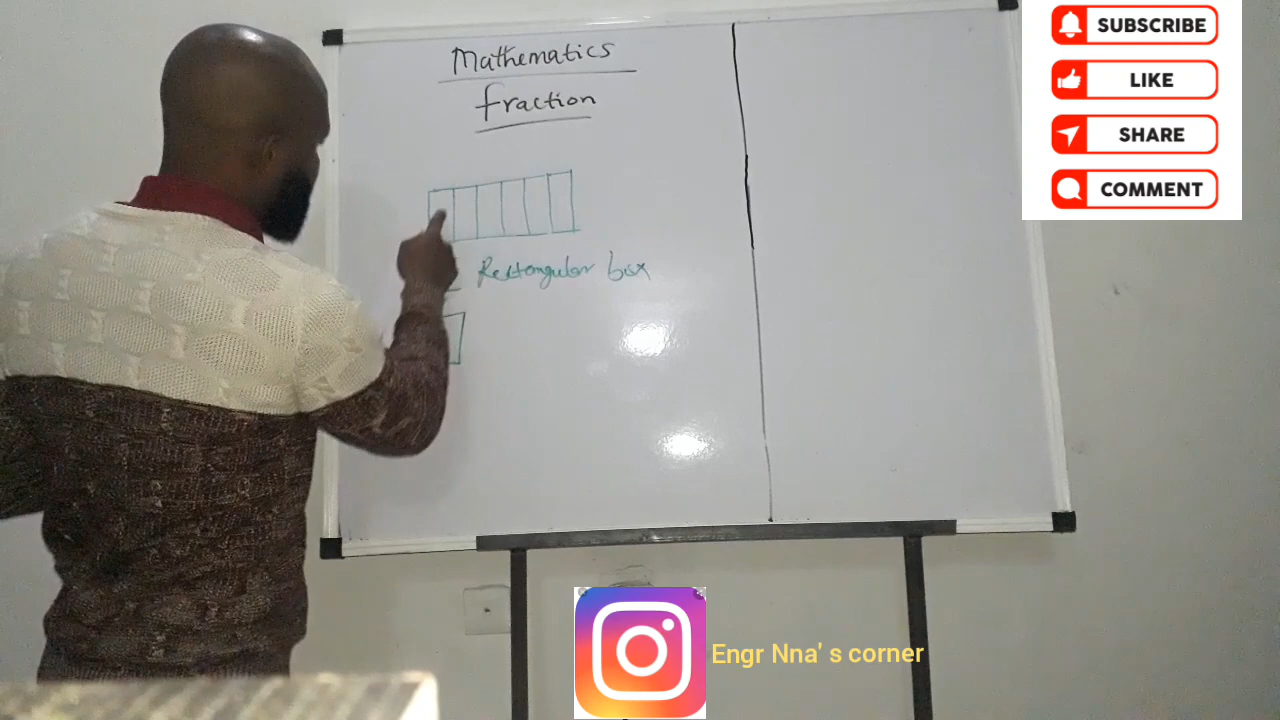 Mathematics
fraction
Rectangular box
SUBSCRIBE
LIKE
SHARE
COMMENT
Engr Nna' s corner